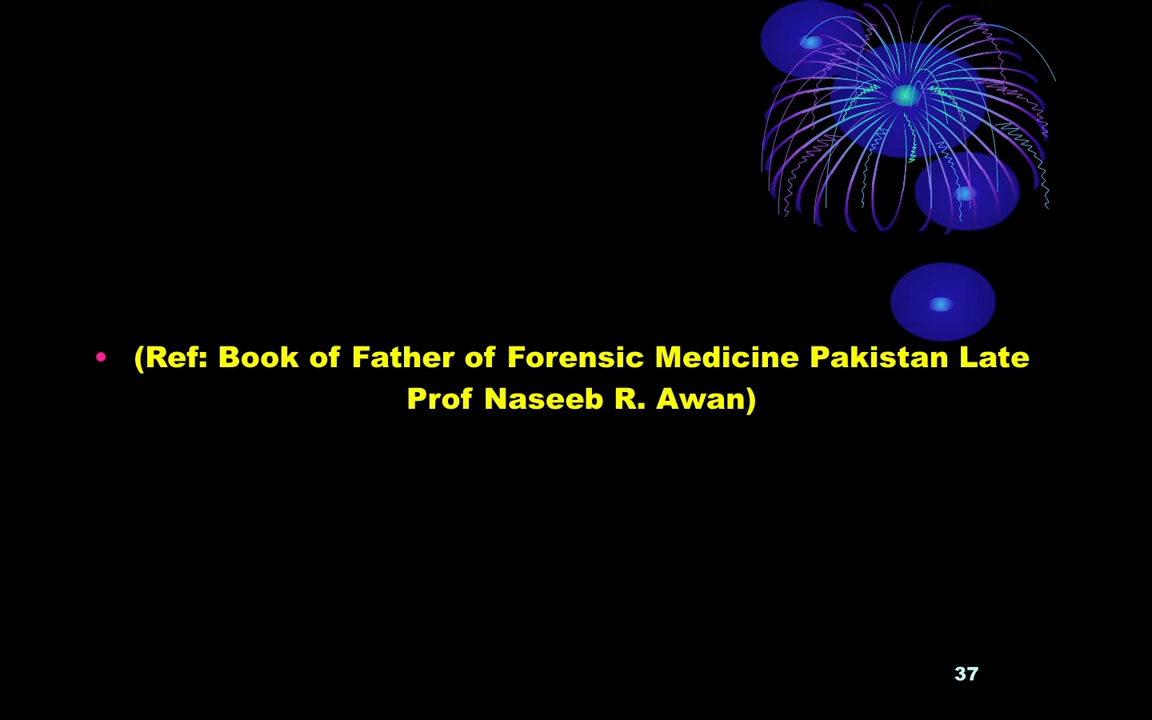 • (Ref: Book of Father of Forensic Medicine Pakistan Late
Prof Naseeb R. Awan)
37